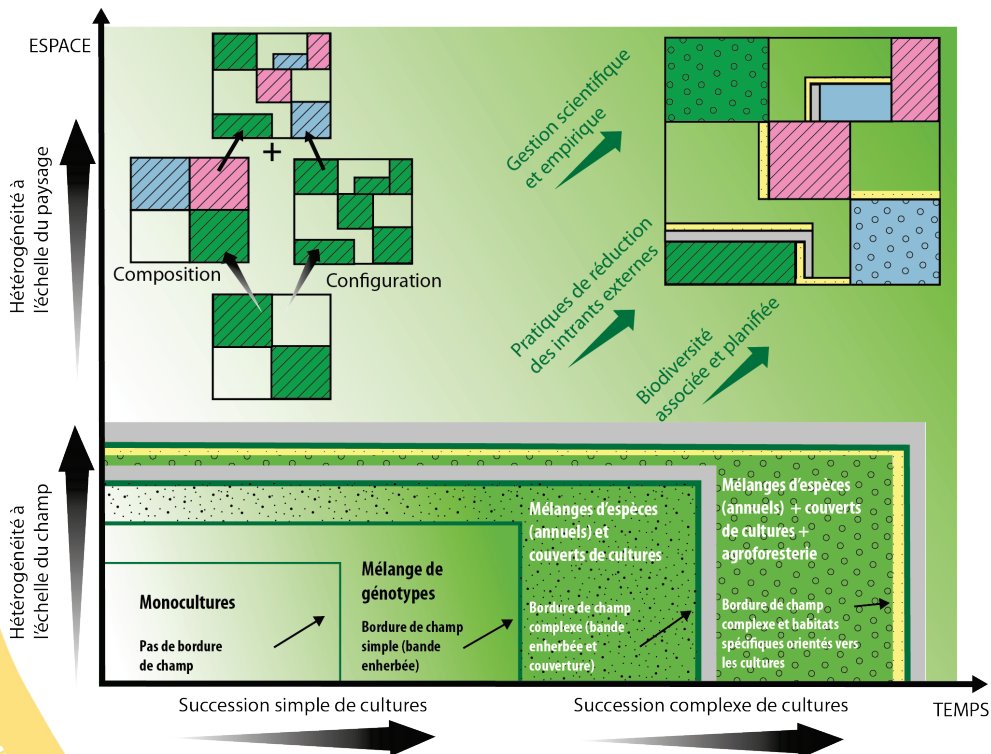 ESPACE
Hétérogénéité à
l'échelle du paysage
+
Composition
Configuration
Gestion scientifique
et empirique
Pratiques de réduction
des intrants externes
Biodiversité
associée et planifiée
Hétérogénéité à
l'échelle du champ
Monocultures
Pas de bordure
de champ
Mélange de
génotypes
Bordure de champ
simple (bande
enherbée)
Mélanges d'espèces
(annuels) et
couverts de cultures
Bordure de champ
complexe (bande
enherbée et
couverture)
Mélanges d'espèces
(annuels) + couverts
de cultures +
agroforesterie
Bordure de champ
complexe et habitats
spécifiques orientés vers
les cultures
Succession simple de cultures
Succession complexe de cultures
TEMPS